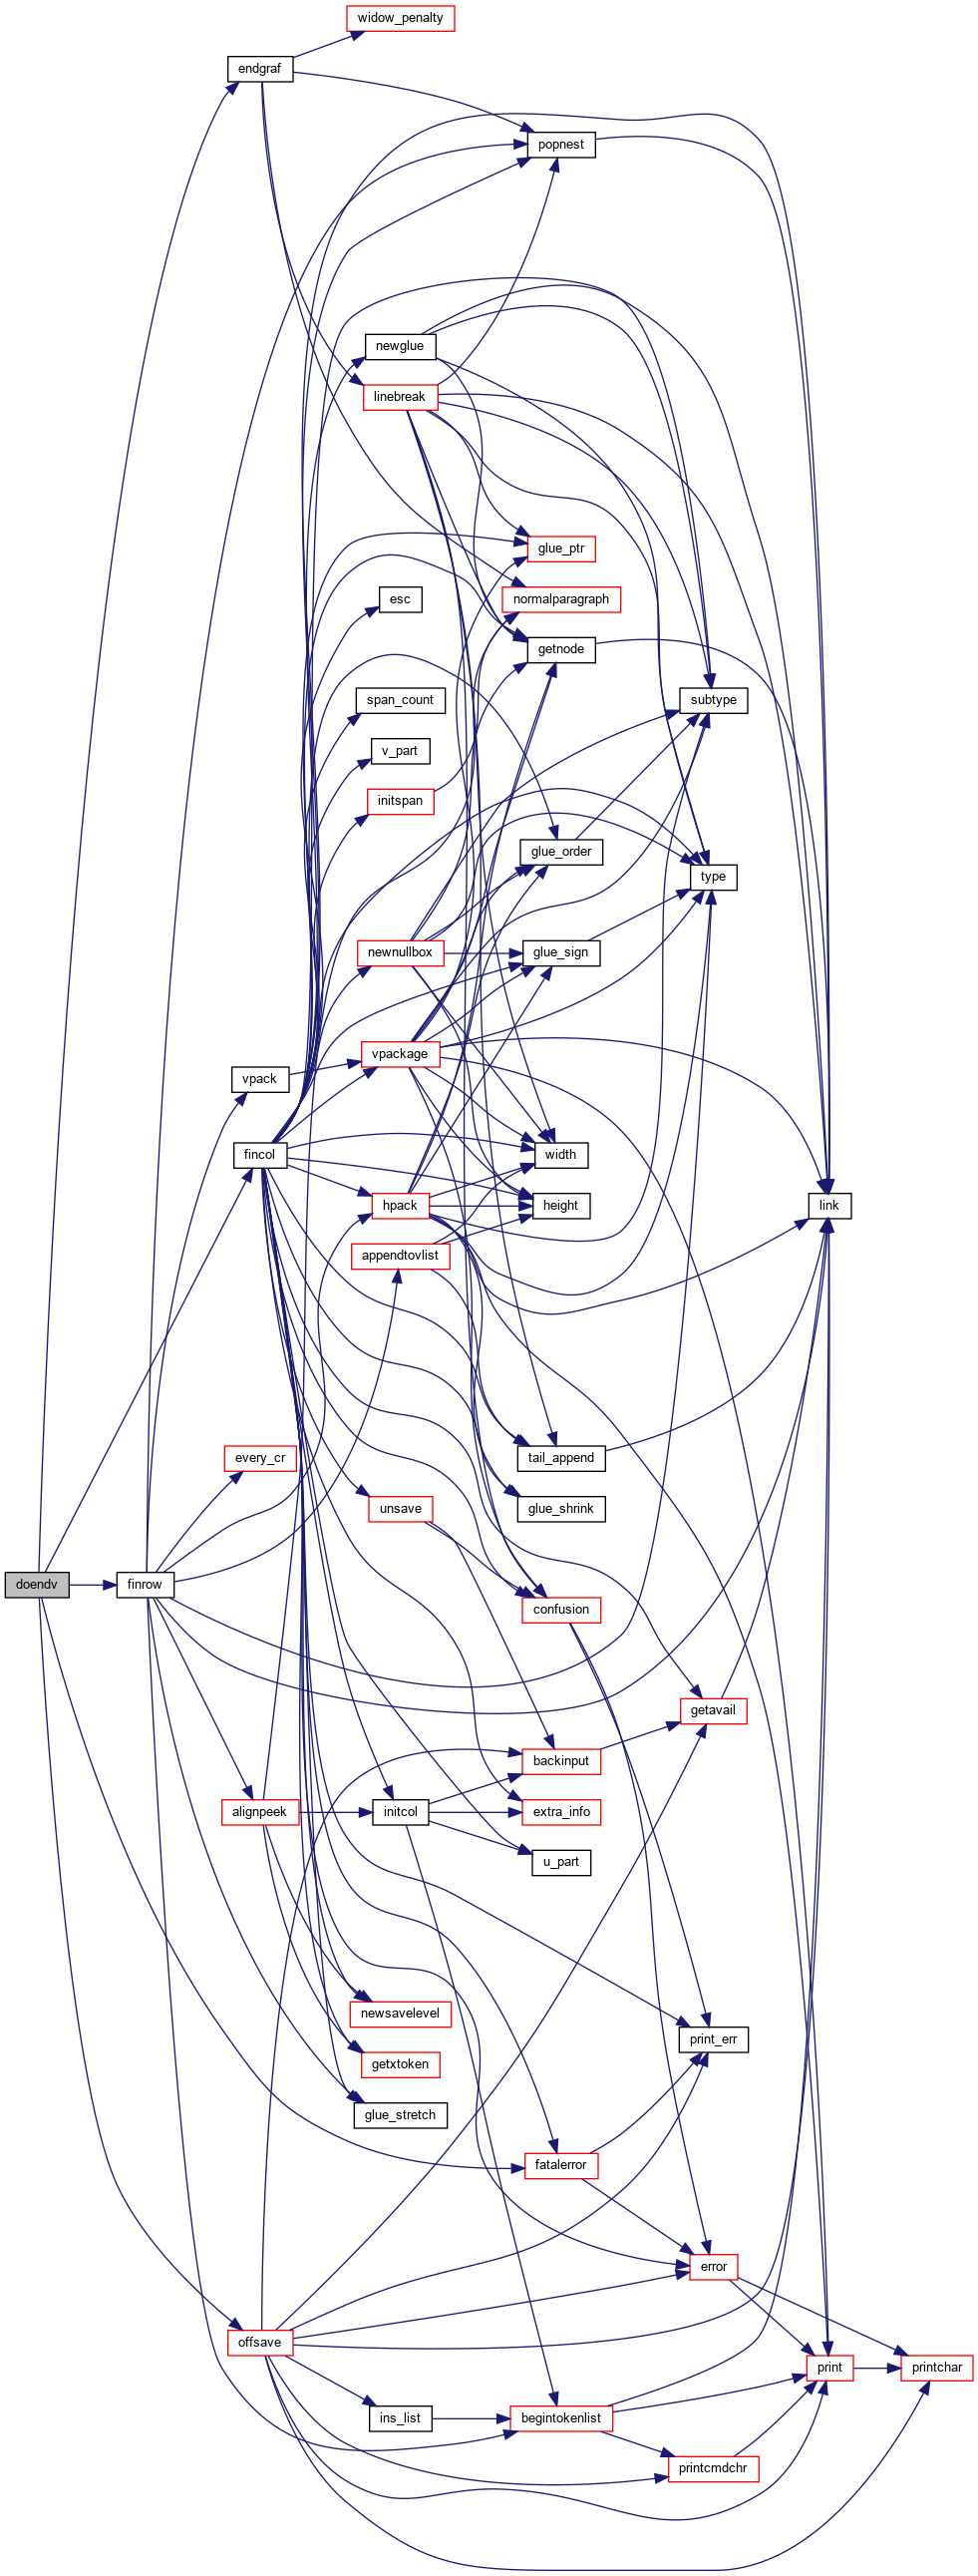 widow_penalty
endgraf
popnest
newglue
linebreak
glue_ptr
esc
normalparagraph
getnode
span_count
subtype
v_part
initspan
glue_order
type
newnullbox
glue_sign
vpackage
vpack
fincol
width
hpack
height
link
appendtovlist
every_cr
tail_append
unsave
glue_shrink
doendv
finrow
confusion
getavail
backinput
alignpeek
initcol
extra_info
u_part
newsavelevel
print_err
getxtoken
glue_stretch
fatalerror
error
offsave
print
printchar
ins_list
begintokenlist
printcmdchr